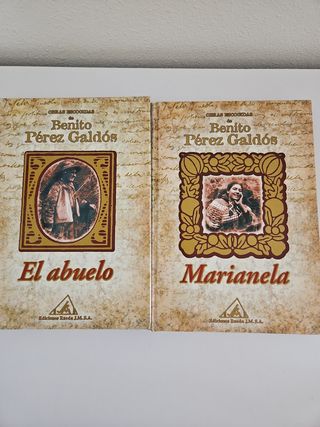 OBRAS ESCOGIDAS
de
Benito
Pérez Galdós
El abuelo
Ediciones Rueda J.M.S.A.
OBRAS ESCOGIDAS
de
Benito
Pérez Galdós
Marianela
Ediciones Rueda J.M.S.A.